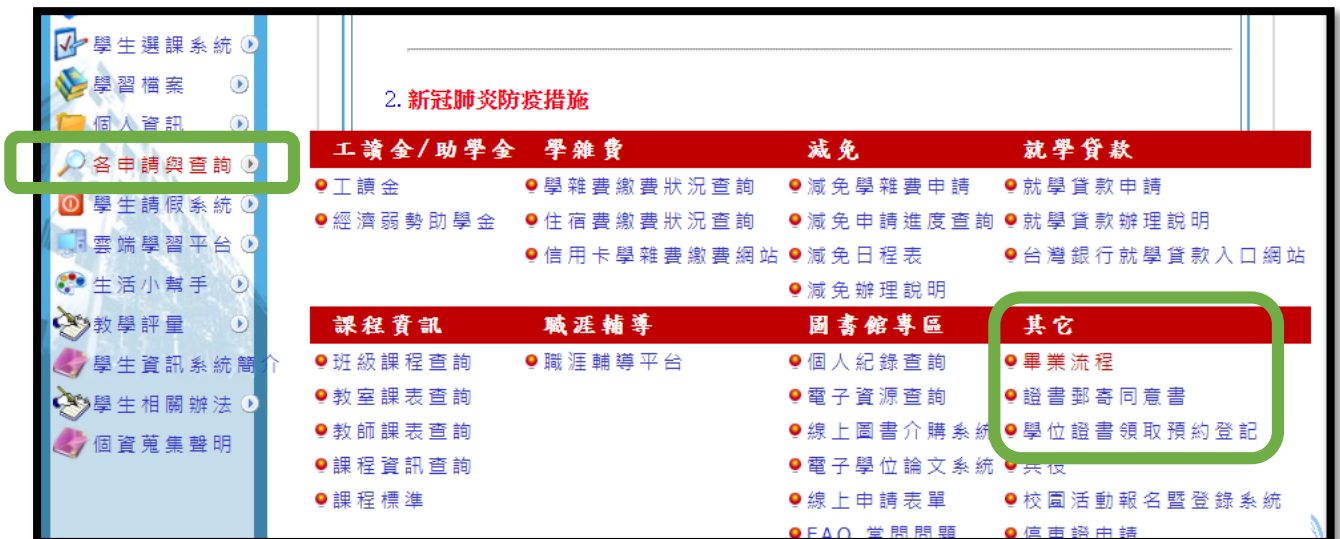 學生選課系統
學習檔案
個人資訊
各申請與查詢
學生請假系統
雲端學習平台
生活小幫手
教學評量
學生資訊系統簡介
學生相關辦法
個資蒐集聲明
2. 新冠肺炎防疫措施
工讀金/助學金 學雜費 減免 就學貸款
工讀金 學雜費繳費狀況查詢 減免學雜費申請 就學貸款申請
經濟弱勢助學金 住宿費繳費狀況查詢 減免申請進度查詢 就學貸款辦理說明
信用卡學雜費繳費網站 減免日程表 台灣銀行就學貸款入口網站
減免辦理說明
課程資訊 職涯輔導 圖書館專區 其它
班級課程查詢 職涯輔導平台 個人紀錄查詢 畢業流程
教室課表查詢 電子資源查詢 證書郵寄同意書
教師課表查詢 線上圖書介購系統 學位證書領取預約登記
課程資訊查詢 電子學位論文系統 兵役
課程標準 線上申請表單 校園活動報名暨登錄系統
FAQ 常問問題 停車證申請